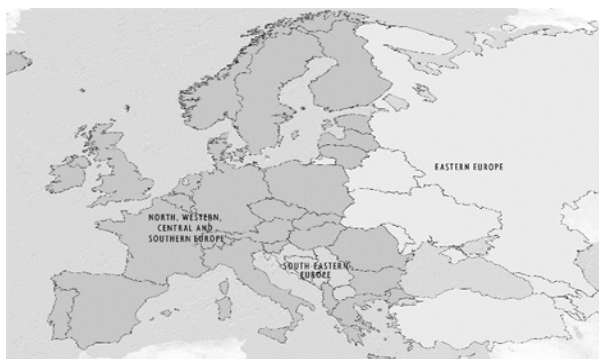 EASTERN EUROPE
NORTH, WESTERN,
CENTRAL AND
SOUTHERN EUROPE
SOUTH EASTERN,
EUROPE